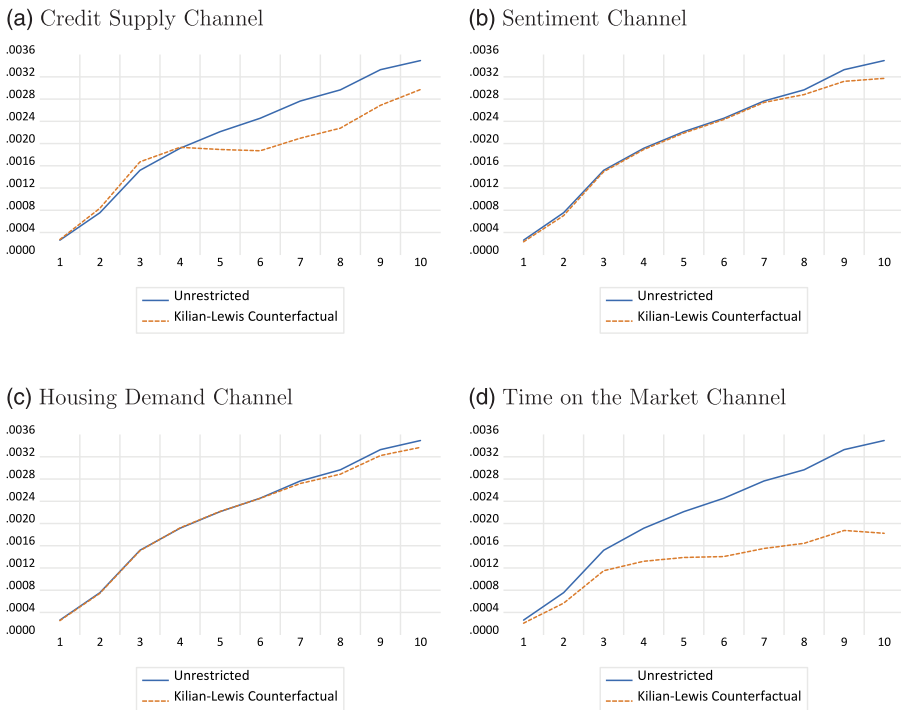 (a) Credit Supply Channel
.0036
.0032
.0028
.0024
.0020
.0016
.0012
.0008
.0004
.0000
1 2 3 4 5 6 7 8 9 10
Unrestricted
Kilian-Lewis Counterfactual
(b) Sentiment Channel
.0036
.0032
.0028
.0024
.0020
.0016
.0012
.0008
.0004
.0000
1 2 3 4 5 6 7 8 9 10
Unrestricted
Kilian-Lewis Counterfactual
(c) Housing Demand Channel
.0036
.0032
.0028
.0024
.0020
.0016
.0012
.0008
.0004
.0000
1 2 3 4 5 6 7 8 9 10
Unrestricted
Kilian-Lewis Counterfactual
(d) Time on the Market Channel
.0036
.0032
.0028
.0024
.0020
.0016
.0012
.0008
.0004
.0000
1 2 3 4 5 6 7 8 9 10
Unrestricted
Kilian-Lewis Counterfactual